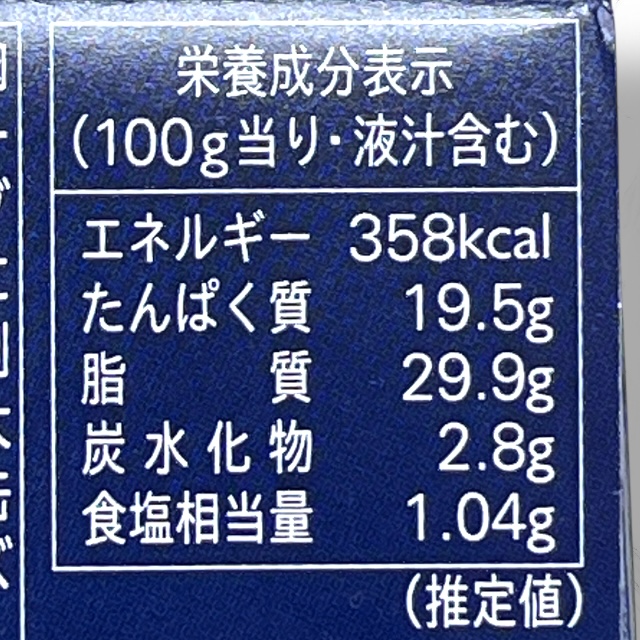 栄養成分表示
（100g当り・液汁含む）
エネルギー 358kcal
たんぱく質 19.5g
脂質 29.9g
炭水化物 2.8g
食塩相当量 1.04g
（推定値）